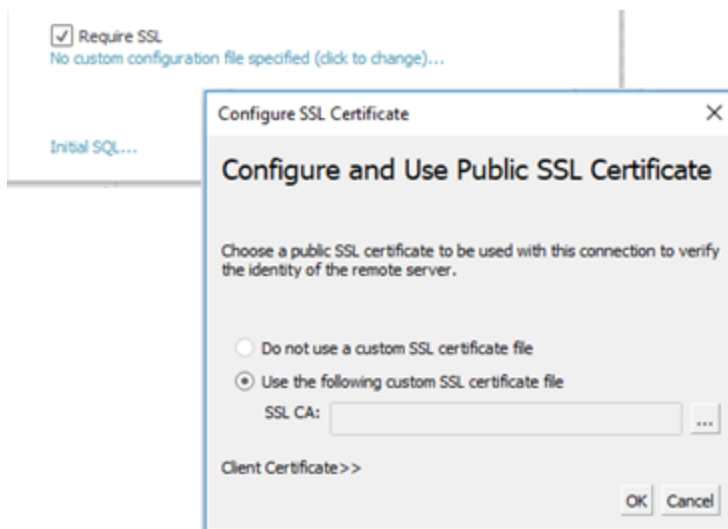 Require SSL
No custom configuration file specified (click to change)...
Initial SQL...
Configure SSL Certificate
Configure and Use Public SSL Certificate
Choose a public SSL certificate to be used with this connection to verify
the identity of the remote server.
Do not use a custom SSL certificate file
Use the following custom SSL certificate file
SSL CA:
...
Client Certificate>>
OK Cancel